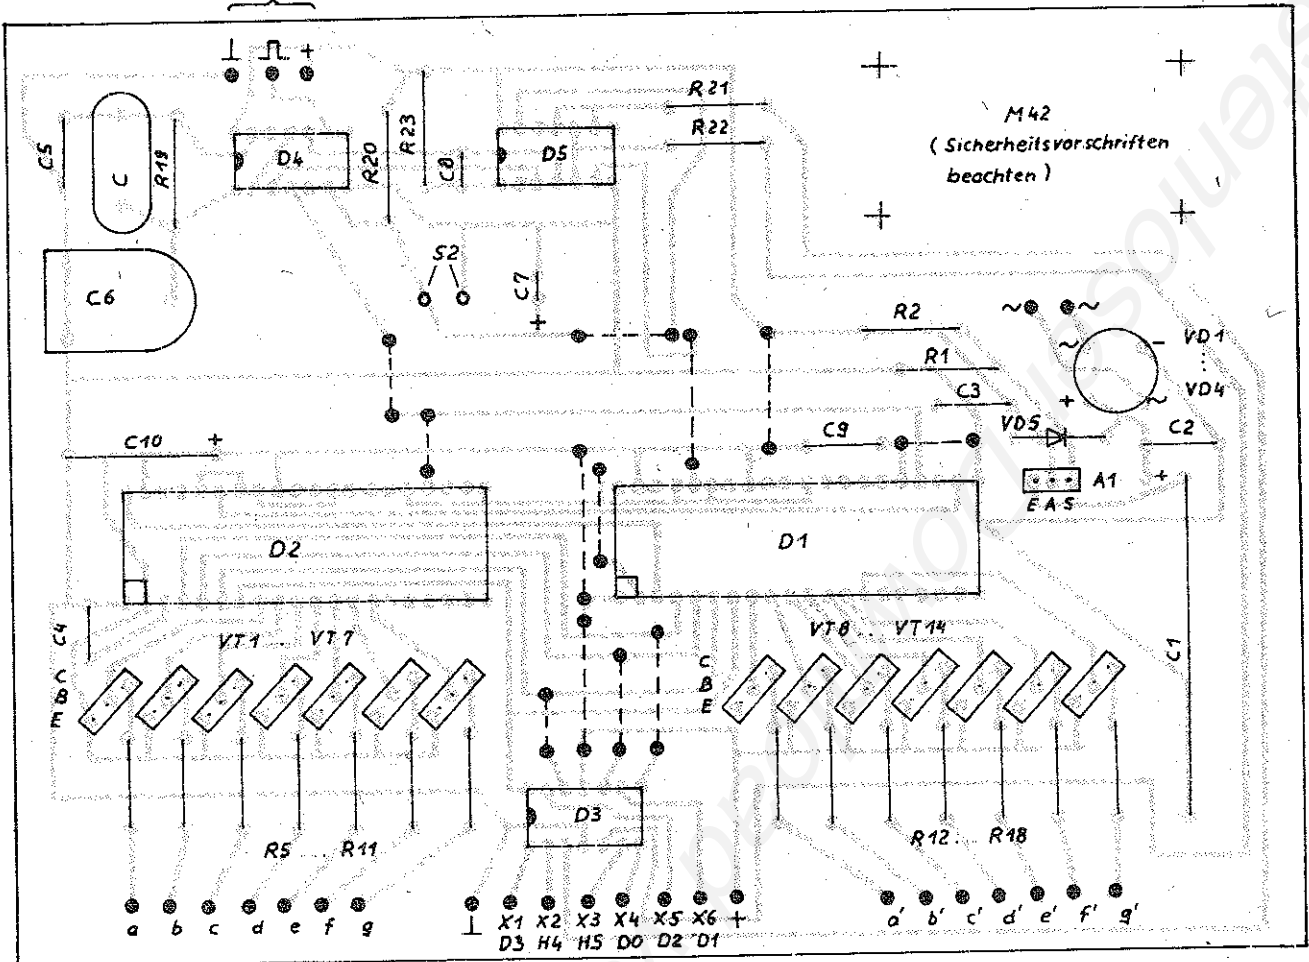 ⊥ ⎍ +
R21
R22
M42
(Sicherheitsvorschriften
beachten)
C5
C
R19
D4
R20
R23
C8
D5
C6
S2
C7
+
R2
~ ~
R1
~ - VD1
...
VD4
+ ~
C3
VD5
C2
C10 +
C9
A1 +
E A S
D2
D1
C4
VT1 .. VT7
VT8 .. VT14
C1
C
B
E
C
B
E
D3
R5 ... R11
R12 ... R18
a b c d e f g
⊥ X1 X2 X3 X4 X5 X6 +
D3 H4 H5 D0 D2 D1
a' b' c' d' e' f' g'